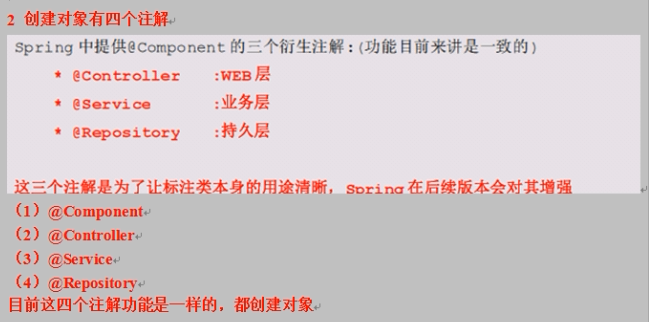 2 创建对象有四个注解
Spring 中提供@Component 的三个衍生注解:(功能目前来讲是一致的)
* @Controller :WEB 层
* @Service :业务层
* @Repository :持久层
这三个注解是为了让标注类本身的用途清晰，Spring 在后续版本会对其增强
（1）@Component
（2）@Controller
（3）@Service
（4）@Repository
目前这四个注解功能是一样的，都创建对象